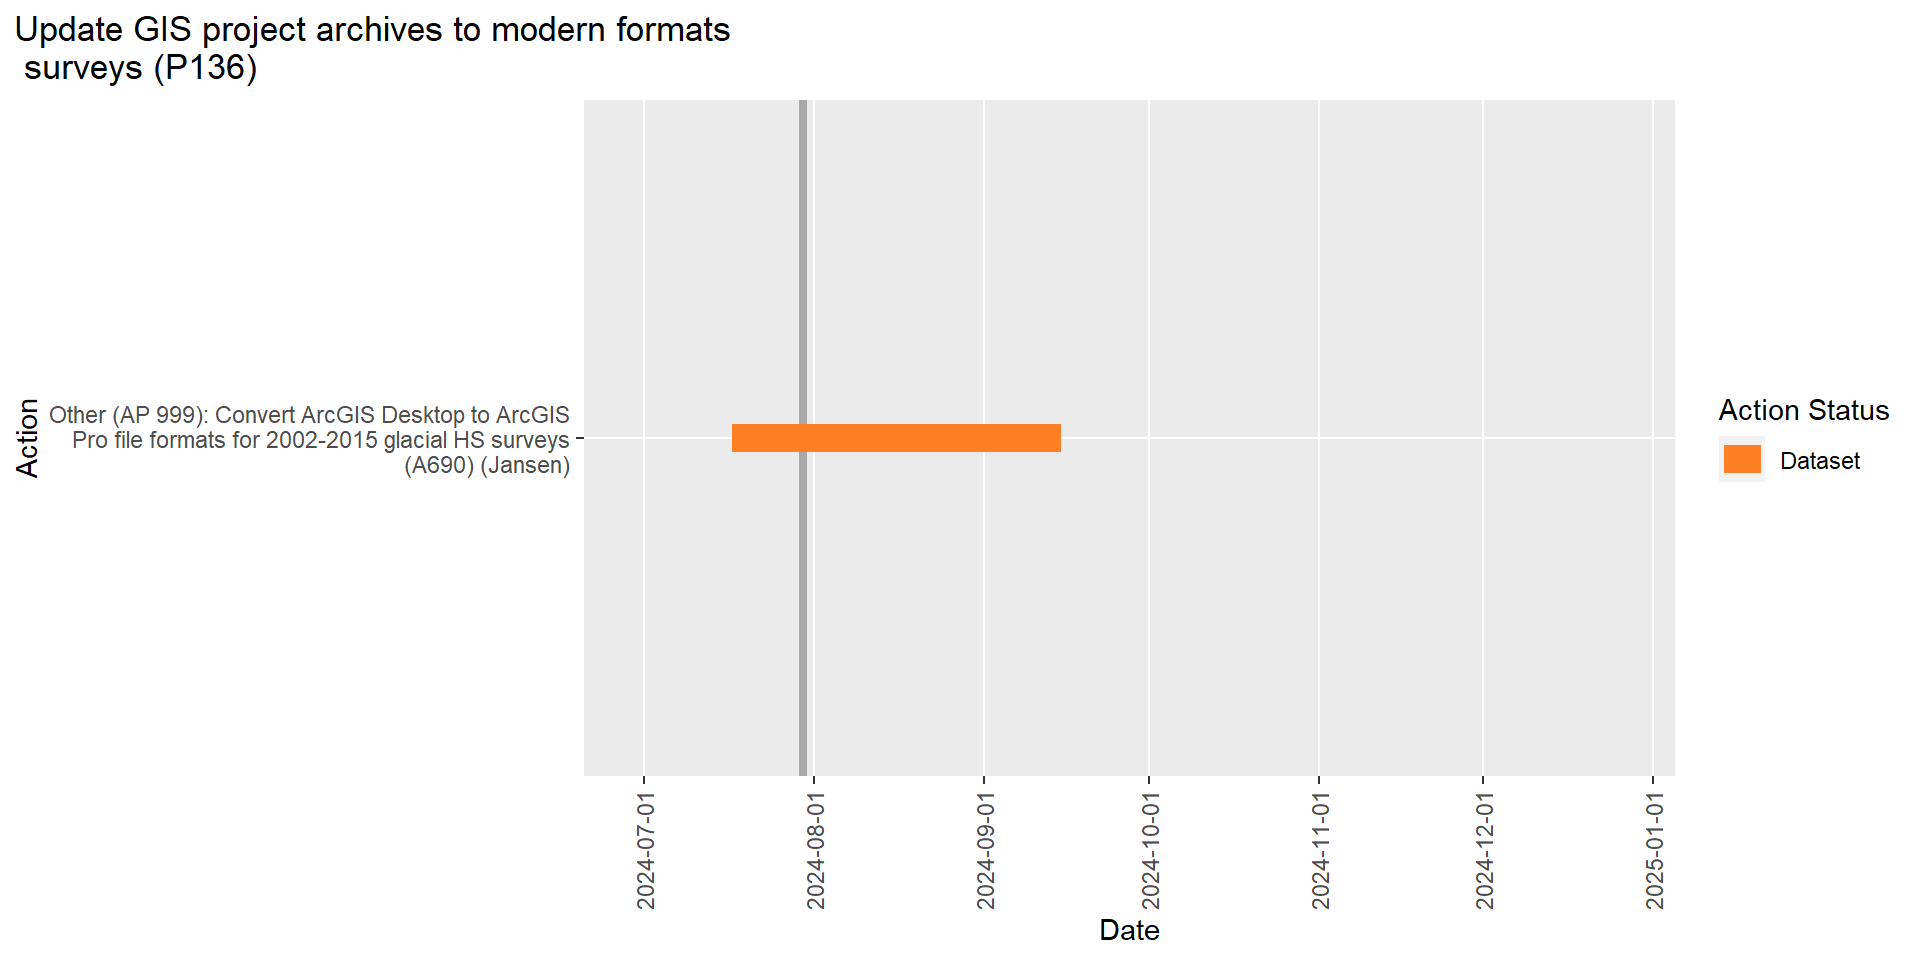 Update GIS project archives to modern formats
surveys (P136)
Action
Other (AP 999): Convert ArcGIS Desktop to ArcGIS
Pro file formats for 2002-2015 glacial HS surveys
(A690) (Jansen)
Action Status
Dataset
2024-07-01
2024-08-01
2024-09-01
2024-10-01
2024-11-01
2024-12-01
2025-01-01
Date